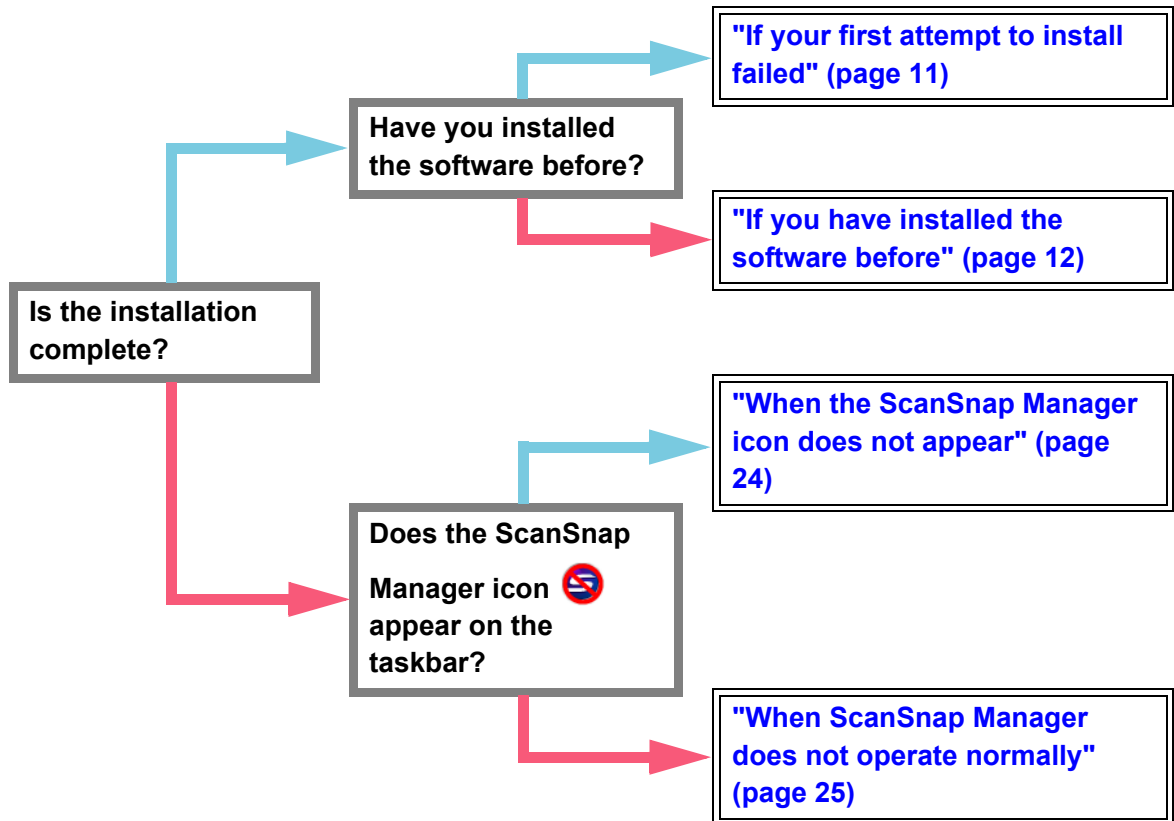 "If your first attempt to install
failed" (page 11)
Have you installed
the software before?
"If you have installed the
software before" (page 12)
Is the installation
complete?
"When the ScanSnap Manager
icon does not appear" (page
24)
Does the ScanSnap
Manager icon
appear on the
taskbar?
"When ScanSnap Manager
does not operate normally"
(page 25)